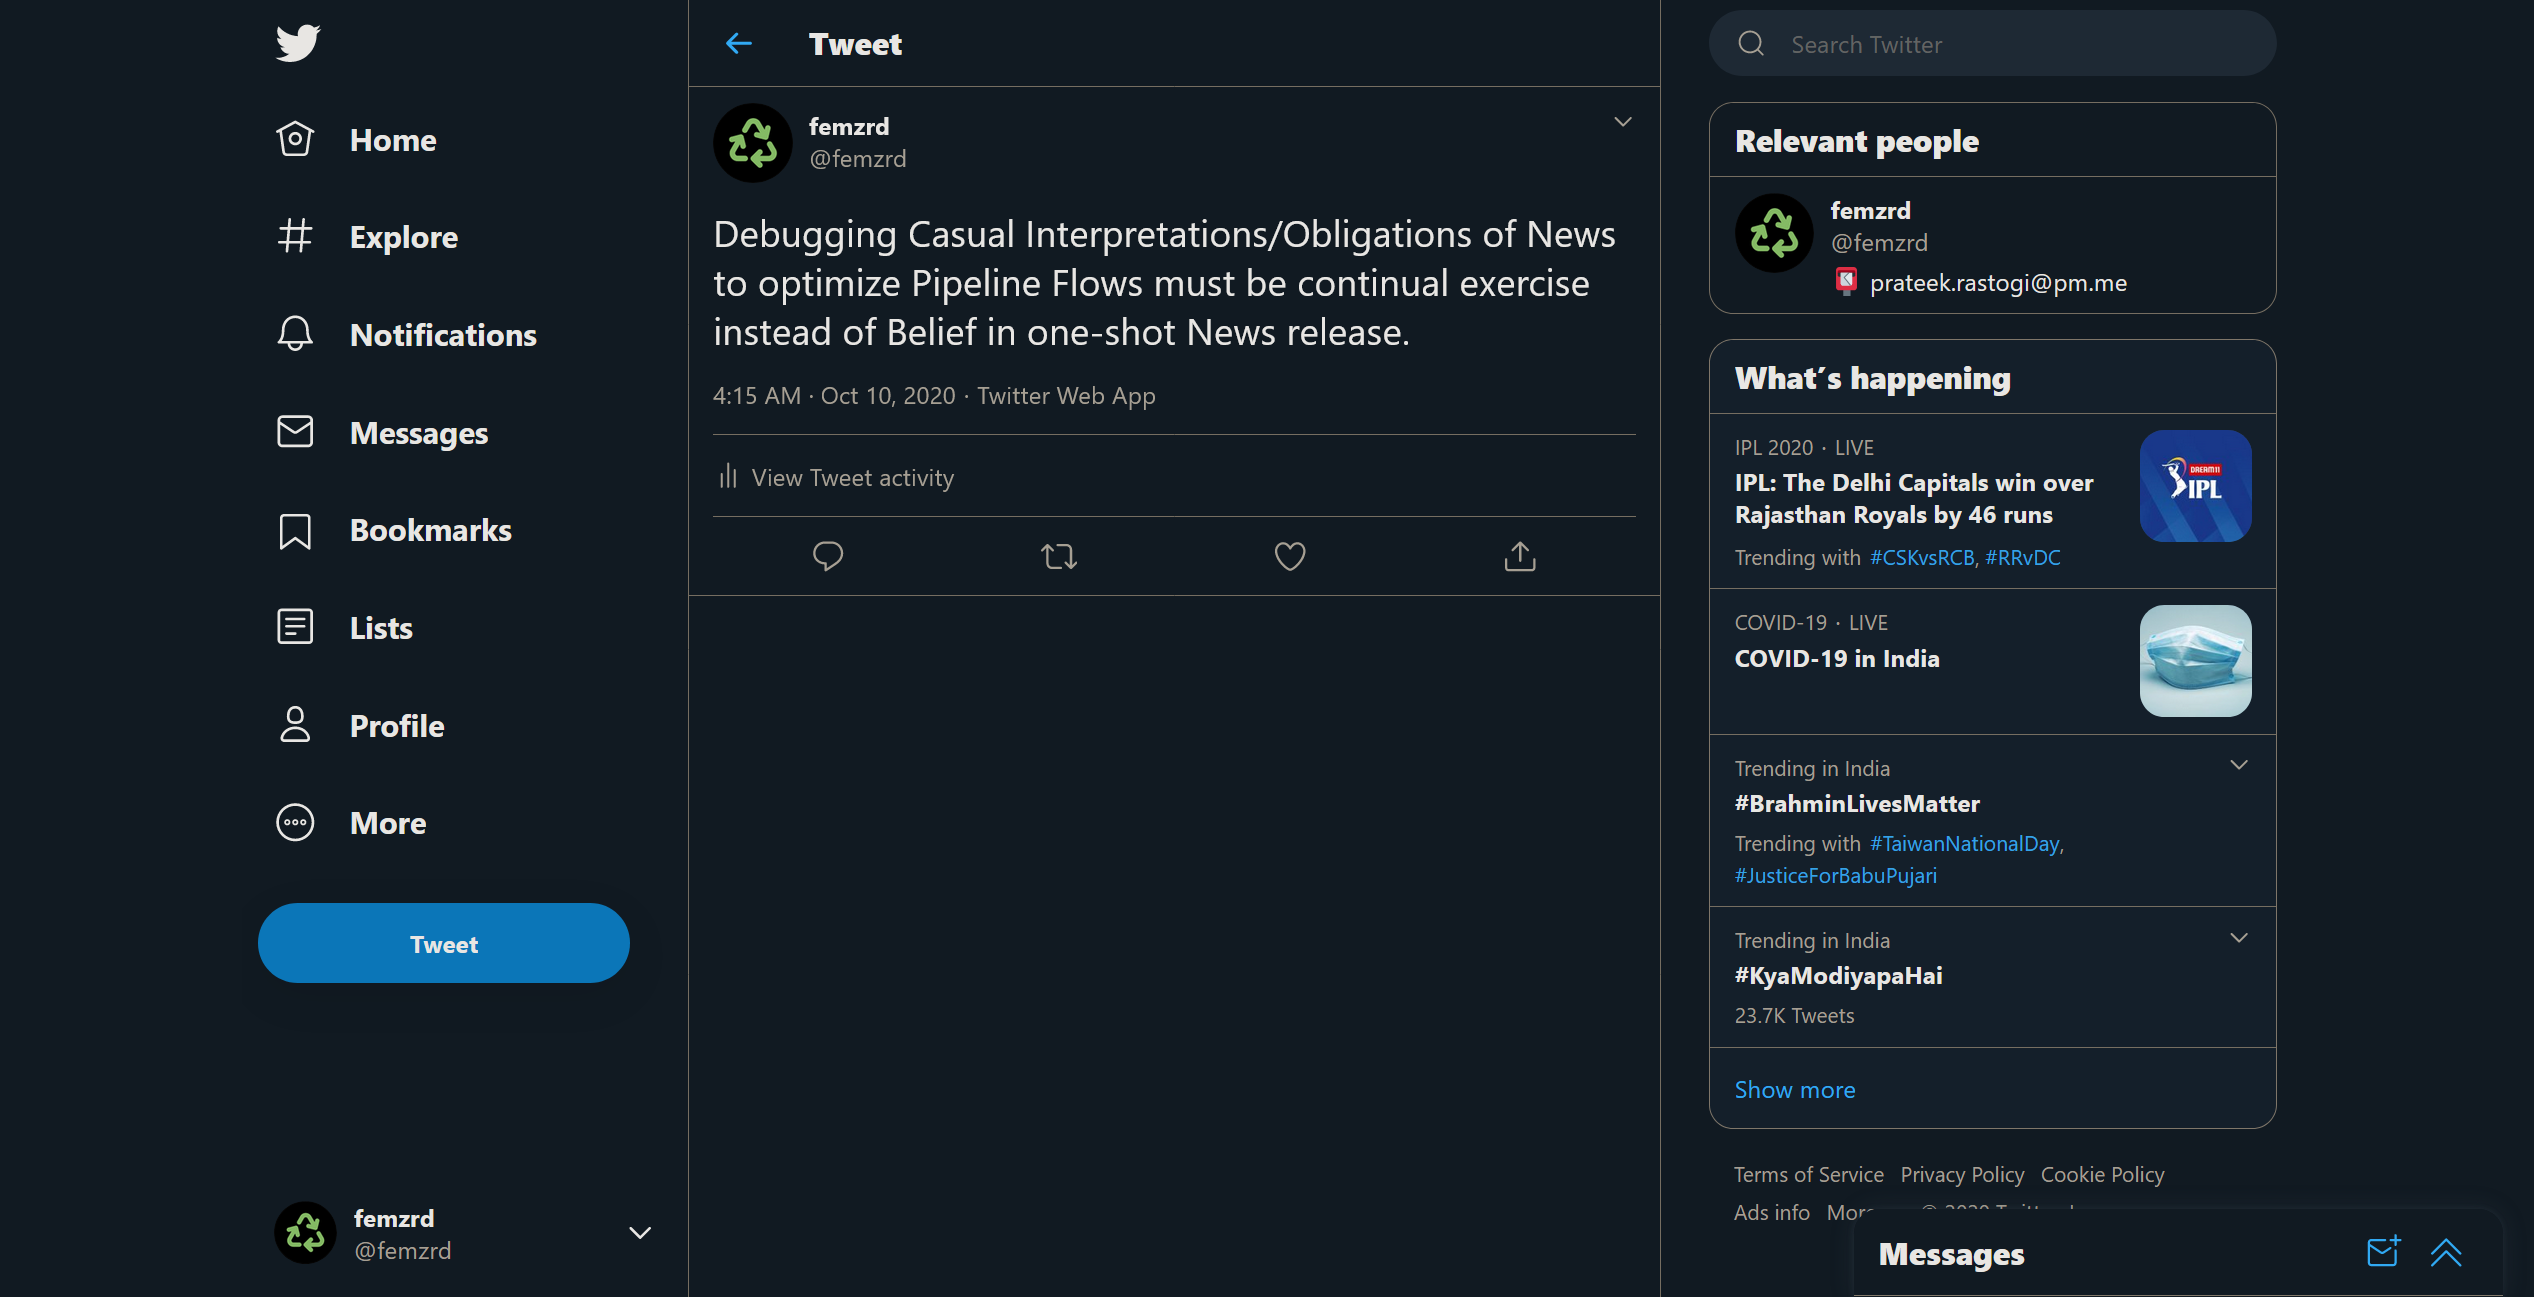 Home
Explore
Notifications
Messages
Bookmarks
Lists
Profile
More
Tweet
femzrd
@femzrd
Tweet
femzrd
@femzrd
Debugging Casual Interpretations/Obligations of News
to optimize Pipeline Flows must be continual exercise
instead of Belief in one-shot News release.
4:15 AM · Oct 10, 2020 · Twitter Web App
View Tweet activity
Search Twitter
Relevant people
femzrd
@femzrd
prateek.rastogi@pm.me
What's happening
IPL 2020 · LIVE
IPL: The Delhi Capitals win over
Rajasthan Royals by 46 runs
Trending with #CSKvsRCB, #RRvDC
DREAM11
IPL
COVID-19 · LIVE
COVID-19 in India
Trending in India
#BrahminLivesMatter
Trending with #TaiwanNationalDay,
#JusticeForBabuPujari
Trending in India
#KyaModiyapaHai
23.7K Tweets
Show more
Terms of Service Privacy Policy Cookie Policy
Ads info More
Messages